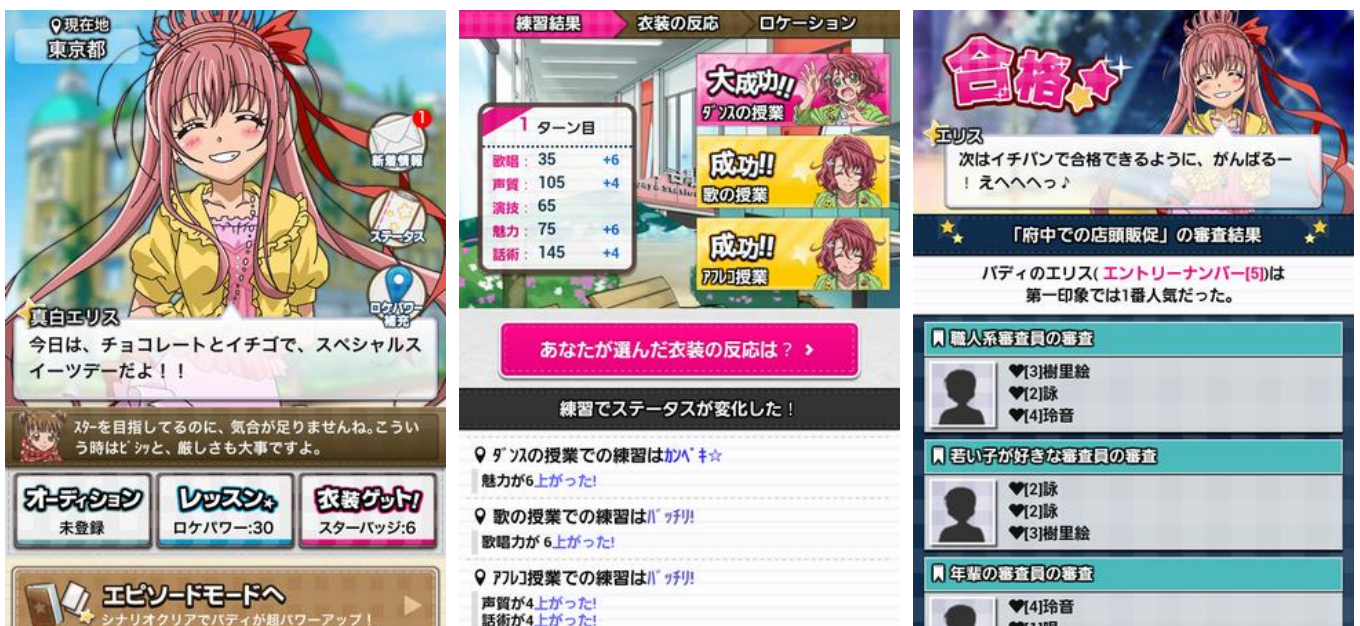 現在地
東京都
1
新着情報
ステータス
ロケパワー
補充
真白エリス
今日は、チョコレートとイチゴで、スペシャルス
イーツデーだよ！！
スターを目指してるのに、気合が足りませんね。こうい
う時はビシッと、厳しさも大事ですよ。
オーディション
未登録
レッスン
ロケパワー:30
衣装ゲット!
スターバッジ:6
エピソードモードへ
シナリオクリアでバディが超パワーアップ！
練習結果
衣装の反応
ロケーション
1 ターン目
歌唱： 35 +6
声質： 105 +4
演技： 65
魅力： 75 +6
話術： 145 +4
大成功!!
ダンスの授業
成功!!
歌の授業
成功!!
アフレコ授業
あなたが選んだ衣装の反応は？
練習でステータスが変化した！
ダンスの授業での練習はカンペキ☆
魅力が6上がった!
歌の授業での練習はバッチリ!
歌唱力が 6上がった!
アフレコ授業での練習はバッチリ!
声質が4上がった!
話術が4上がった!
合格
エリス
次はイチバンで合格できるように、がんばるー
！えへへへっ♪
「府中での店頭販促」の審査結果
バディのエリス( エントリーナンバー[5])は
第一印象では1番人気だった。
職人系審査員の審査
♥[3]樹里絵
♥[2]詠
♥[4]玲音
若い子が好きな審査員の審査
♥[2]詠
♥[2]詠
♥[3]樹里絵
年輩の審査員の審査
♥[4]玲音